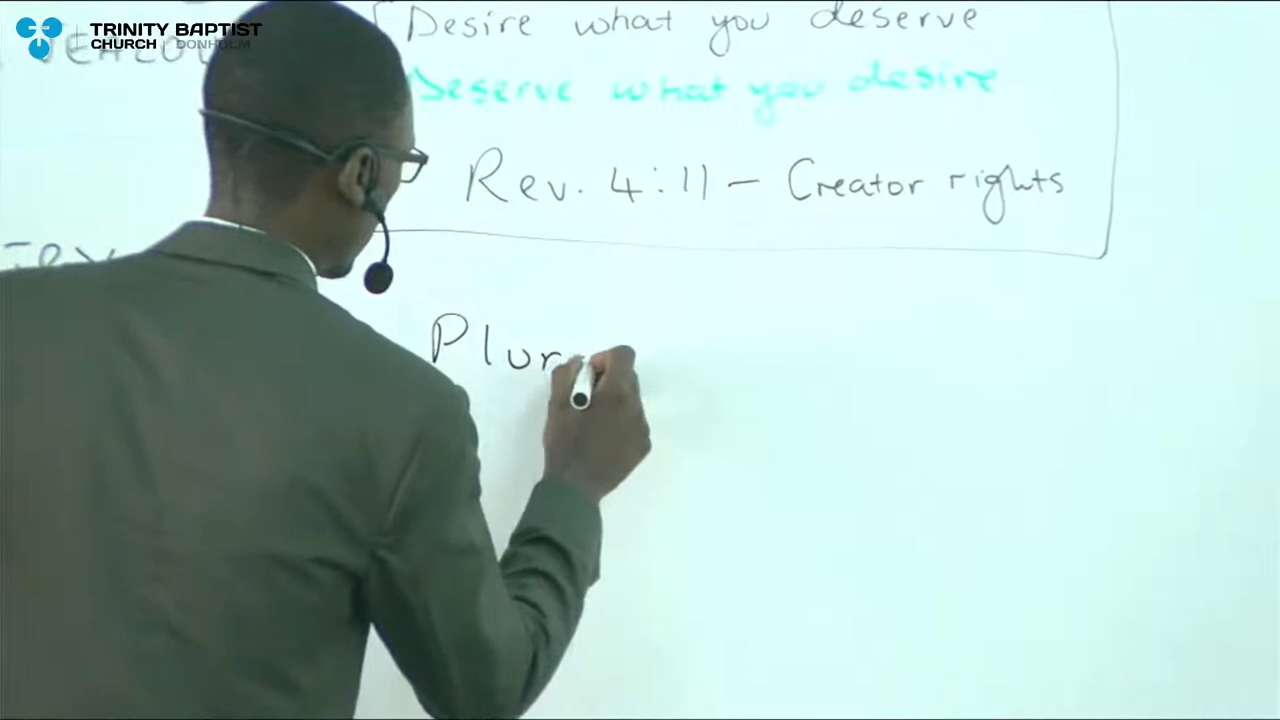 TRINITY BAPTIST
CHURCH | DONHOLM
Desire what you deserve
Deserve what you desire
Rev. 4:11 – Creator rights
Plur